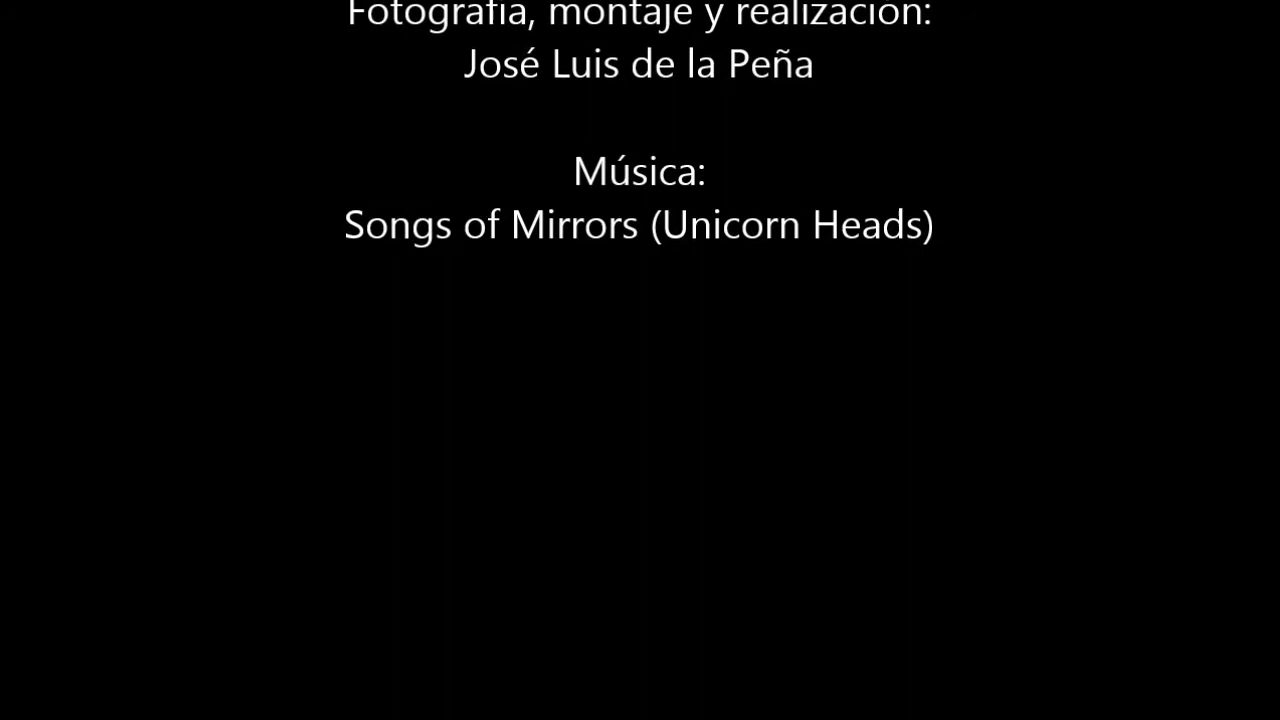 Fotografía, montaje y realización:
José Luis de la Peña
Música:
Songs of Mirrors (Unicorn Heads)